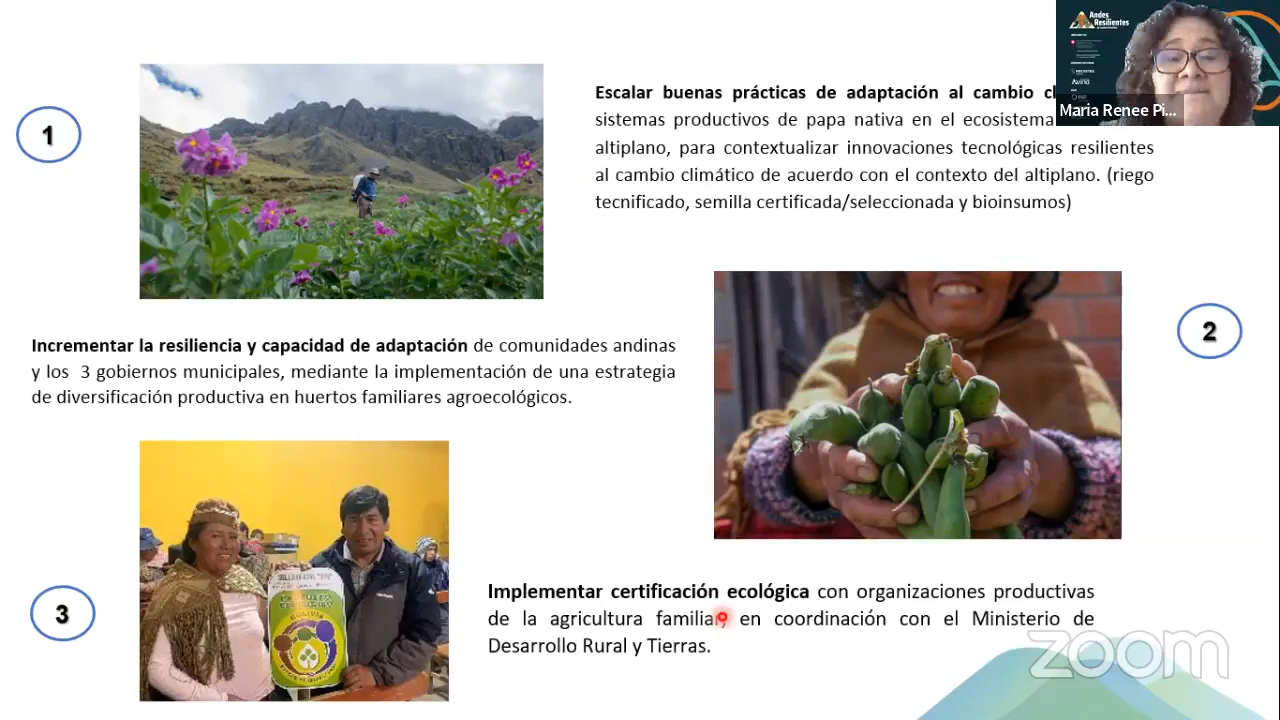 1
Escalar buenas prácticas de adaptación al cambio
sistemas productivos de papa nativa en el ecosistema
altiplano, para contextualizar innovaciones tecnológicas resilientes
al cambio climático de acuerdo con el contexto del altiplano. (riego
tecnificado, semilla certificada/seleccionada y bioinsumos)
Andes
Resilientes
Maria Renee Pi...
2
Incrementar la resiliencia y capacidad de adaptación de comunidades andinas
y los 3 gobiernos municipales, mediante la implementación de una estrategia
de diversificación productiva en huertos familiares agroecológicos.
3
Implementar certificación ecológica con organizaciones productivas
de la agricultura familiar, en coordinación con el Ministerio de
Desarrollo Rural y Tierras.
zoom